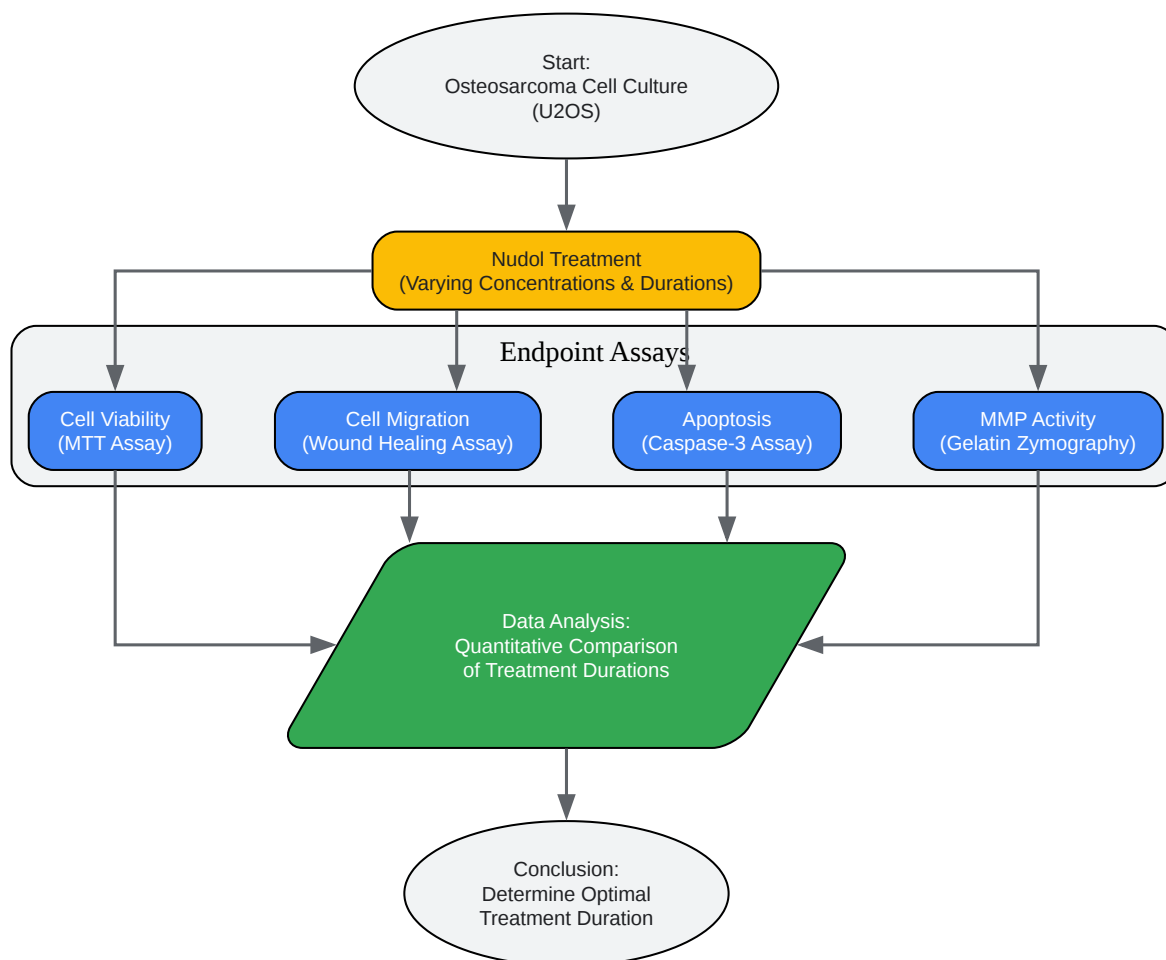 Start:
Osteosarcoma Cell Culture
(U2OS)
Nudol Treatment
(Varying Concentrations & Durations)
Endpoint Assays
Cell Viability
(MTT Assay)
Cell Migration
(Wound Healing Assay)
Apoptosis
(Caspase-3 Assay)
MMP Activity
(Gelatin Zymography)
Data Analysis:
Quantitative Comparison
of Treatment Durations
Conclusion:
Determine Optimal
Treatment Duration